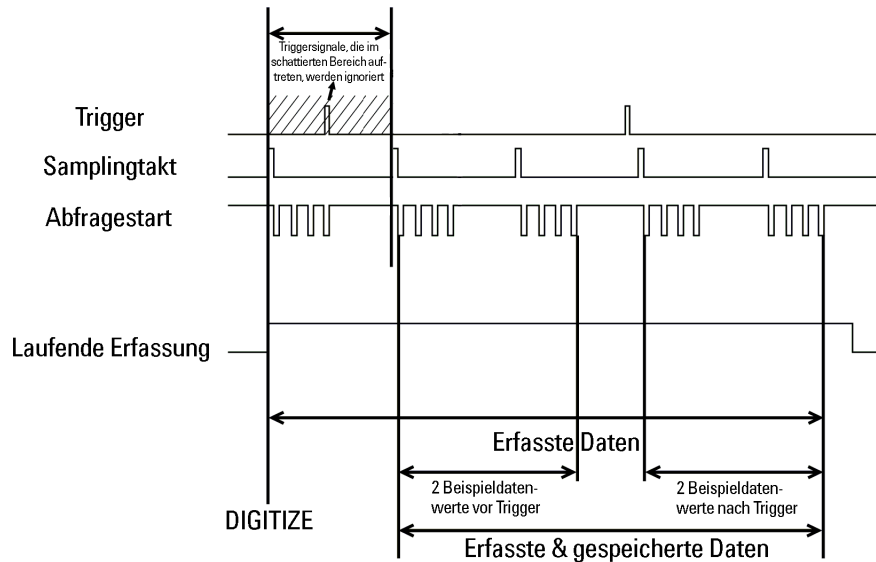 Triggersignale, die im
schattierten Bereich auf-
treten, werden ignoriert
Trigger
Samplingtakt
Abfragestart
Laufende Erfassung
Erfasste Daten
2 Beispieldaten-
werte vor Trigger
2 Beispieldaten-
werte nach Trigger
DIGITIZE
Erfasste & gespeicherte Daten